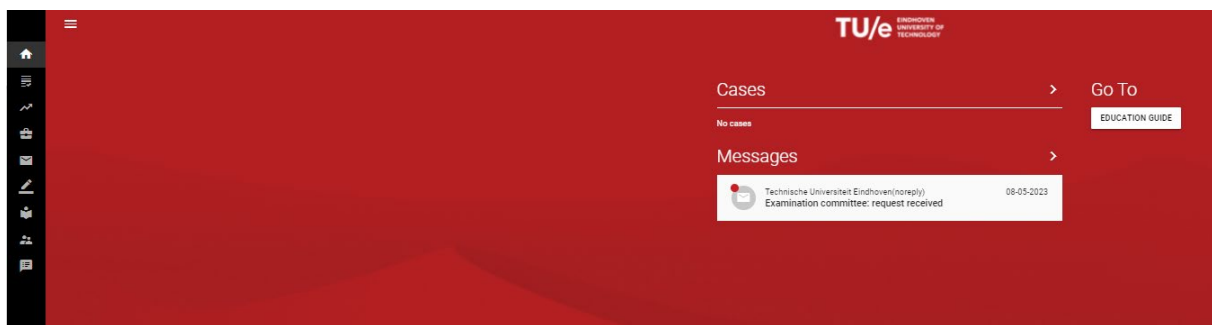 TU/e EINDHOVEN
UNIVERSITY OF
TECHNOLOGY
Cases
No cases
Messages
Technische Universiteit Eindhoven(noreply) 08-05-2023
Examination committee: request received
Go To
EDUCATION GUIDE